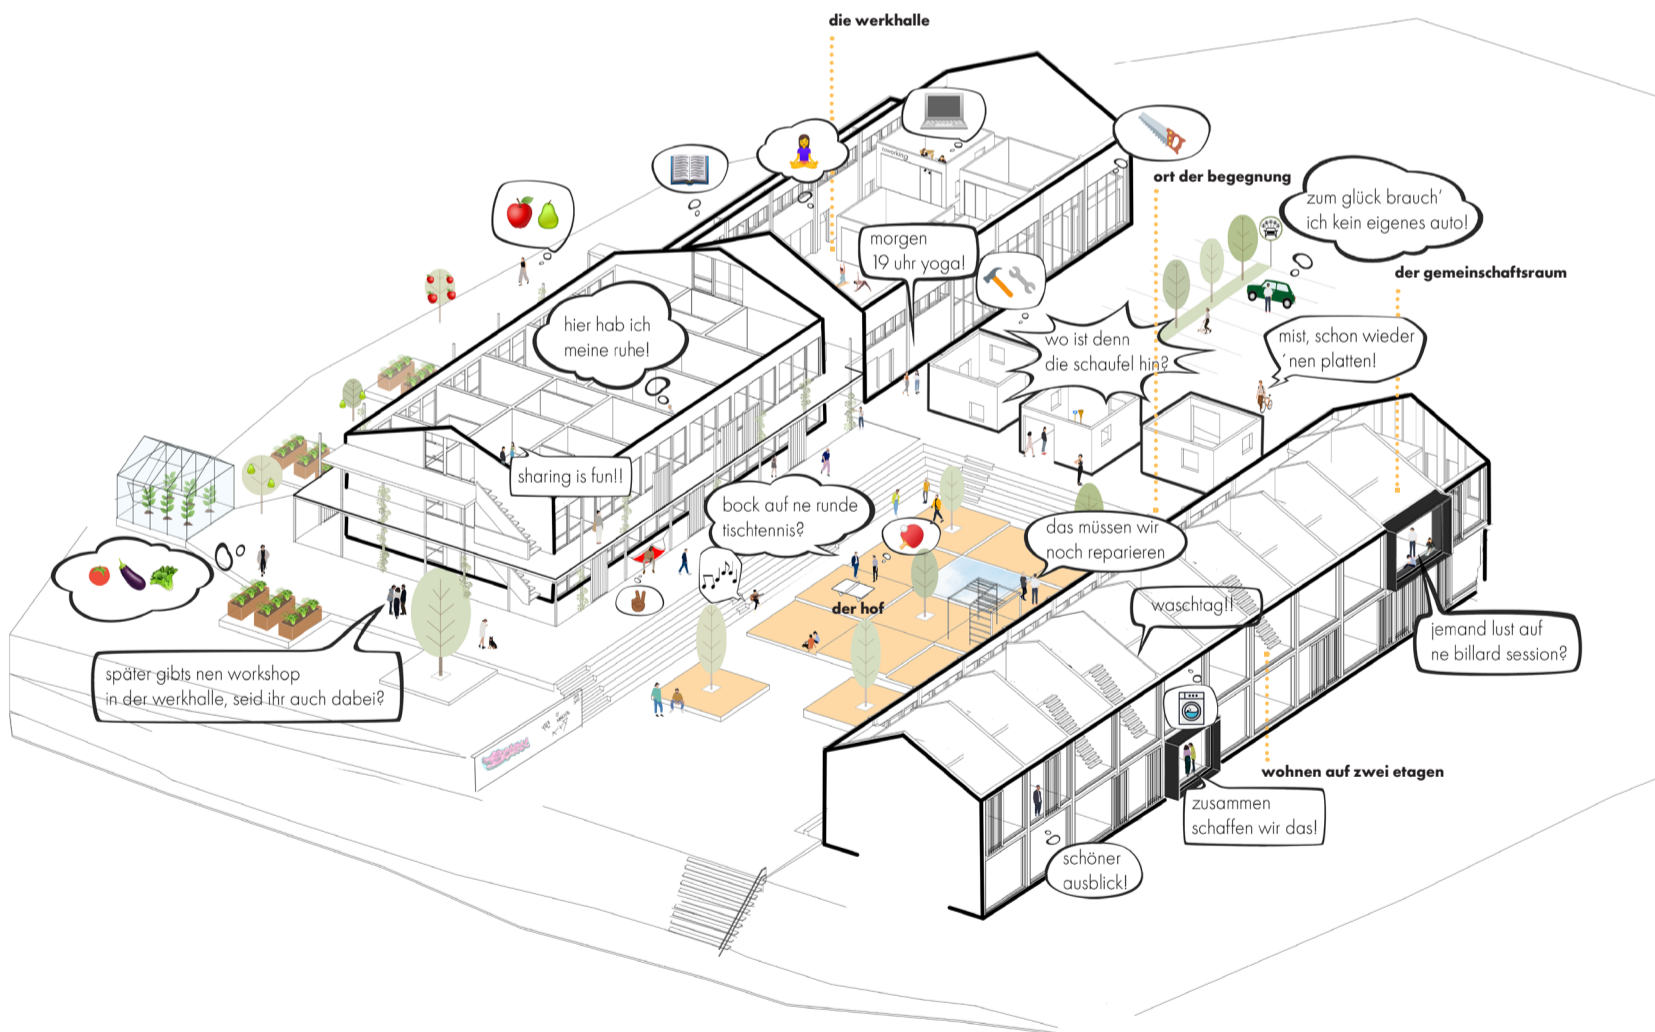 die werkhalle
coworking
ort der begegnung
zum glück brauch'
ich kein eigenes auto!
der gemeinschaftsraum
morgen
19 uhr yoga!
hier hab ich
meine ruhe!
wo ist denn
die schaufel hin?
mist, schon wieder
'nen platten!
sharing is fun!!
bock auf ne runde
tischtennis?
das müssen wir
noch reparieren
der hof
waschtag!!
jemand lust auf
ne billard session?
später gibts nen workshop
in der werkhalle, seid ihr auch dabei?
wohnen auf zwei etagen
zusammen
schaffen wir das!
schöner
ausblick!